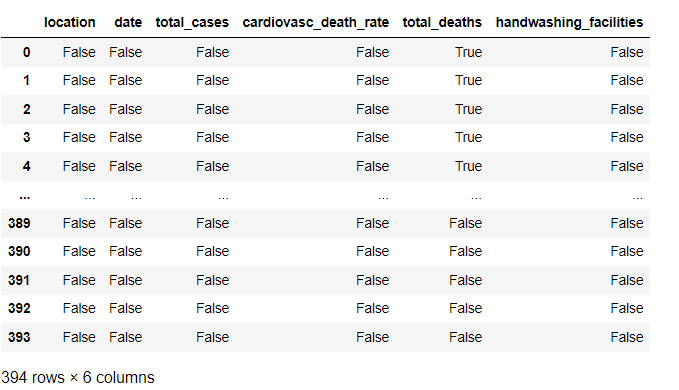 location date total_cases cardiovasc_death_rate total_deaths handwashing_facilities
0 False False False False True False
1 False False False False True False
2 False False False False True False
3 False False False False True False
4 False False False False True False
... ... ... ... ... ... ...
389 False False False False False False
390 False False False False False False
391 False False False False False False
392 False False False False False False
393 False False False False False False
394 rows × 6 columns